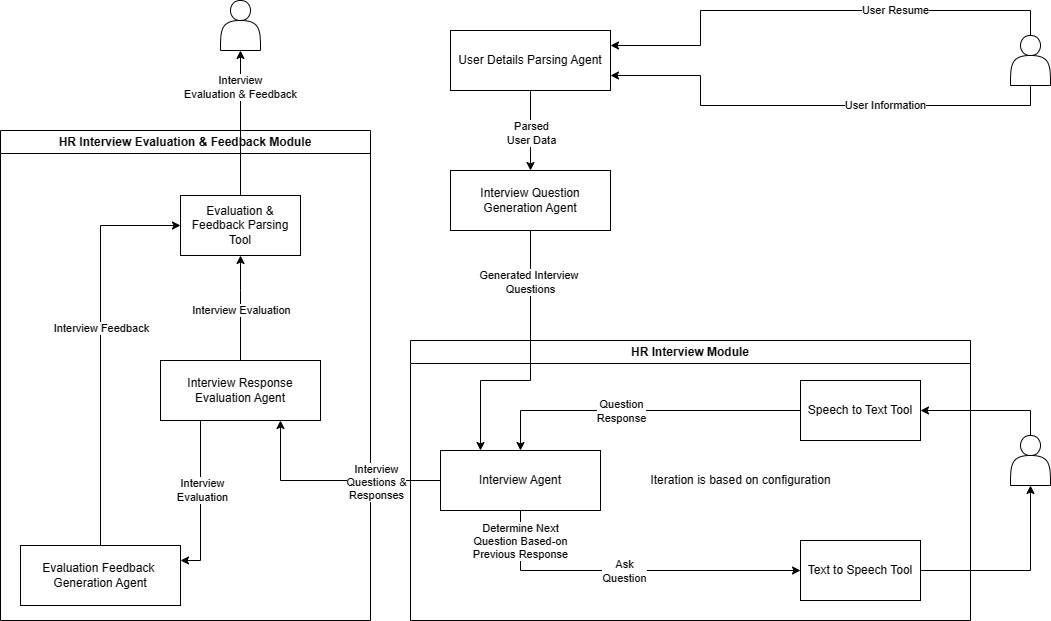 User Resume
User Details Parsing Agent
User Information
Interview
Evaluation & Feedback
Parsed
User Data
HR Interview Evaluation & Feedback Module
Interview Question
Generation Agent
Evaluation &
Feedback Parsing
Tool
Generated Interview
Questions
Interview Evaluation
Interview Feedback
HR Interview Module
Interview Response
Evaluation Agent
Question
Response
Speech to Text Tool
Interview
Questions &
Responses
Interview Agent
Iteration is based on configuration
Interview
Evaluation
Determine Next
Question Based-on
Previous Response
Evaluation Feedback
Generation Agent
Ask
Question
Text to Speech Tool